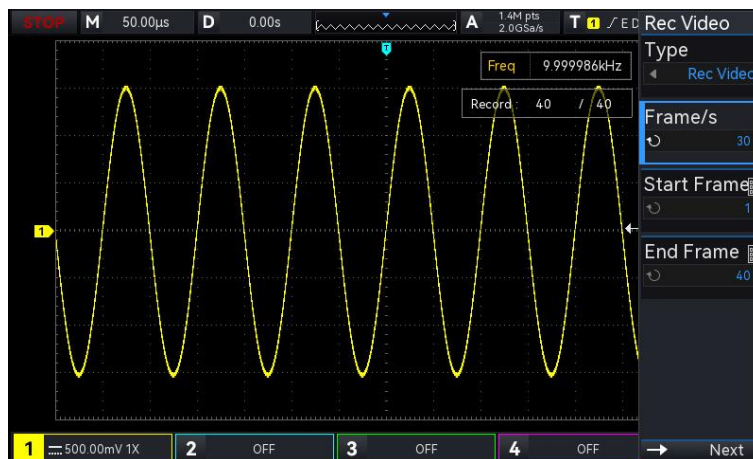 STOP M 50.00µs D 0.00s A 1.4M pts 2.0GSa/s T 1 E D
Rec Video
T
Type
Rec Video
Freq 9.999986kHz
Record : 40 / 40
Frame/s
30
Start Frame
1
1
End Frame
40
1 500.00mV 1X 2 OFF 3 OFF 4 OFF Next